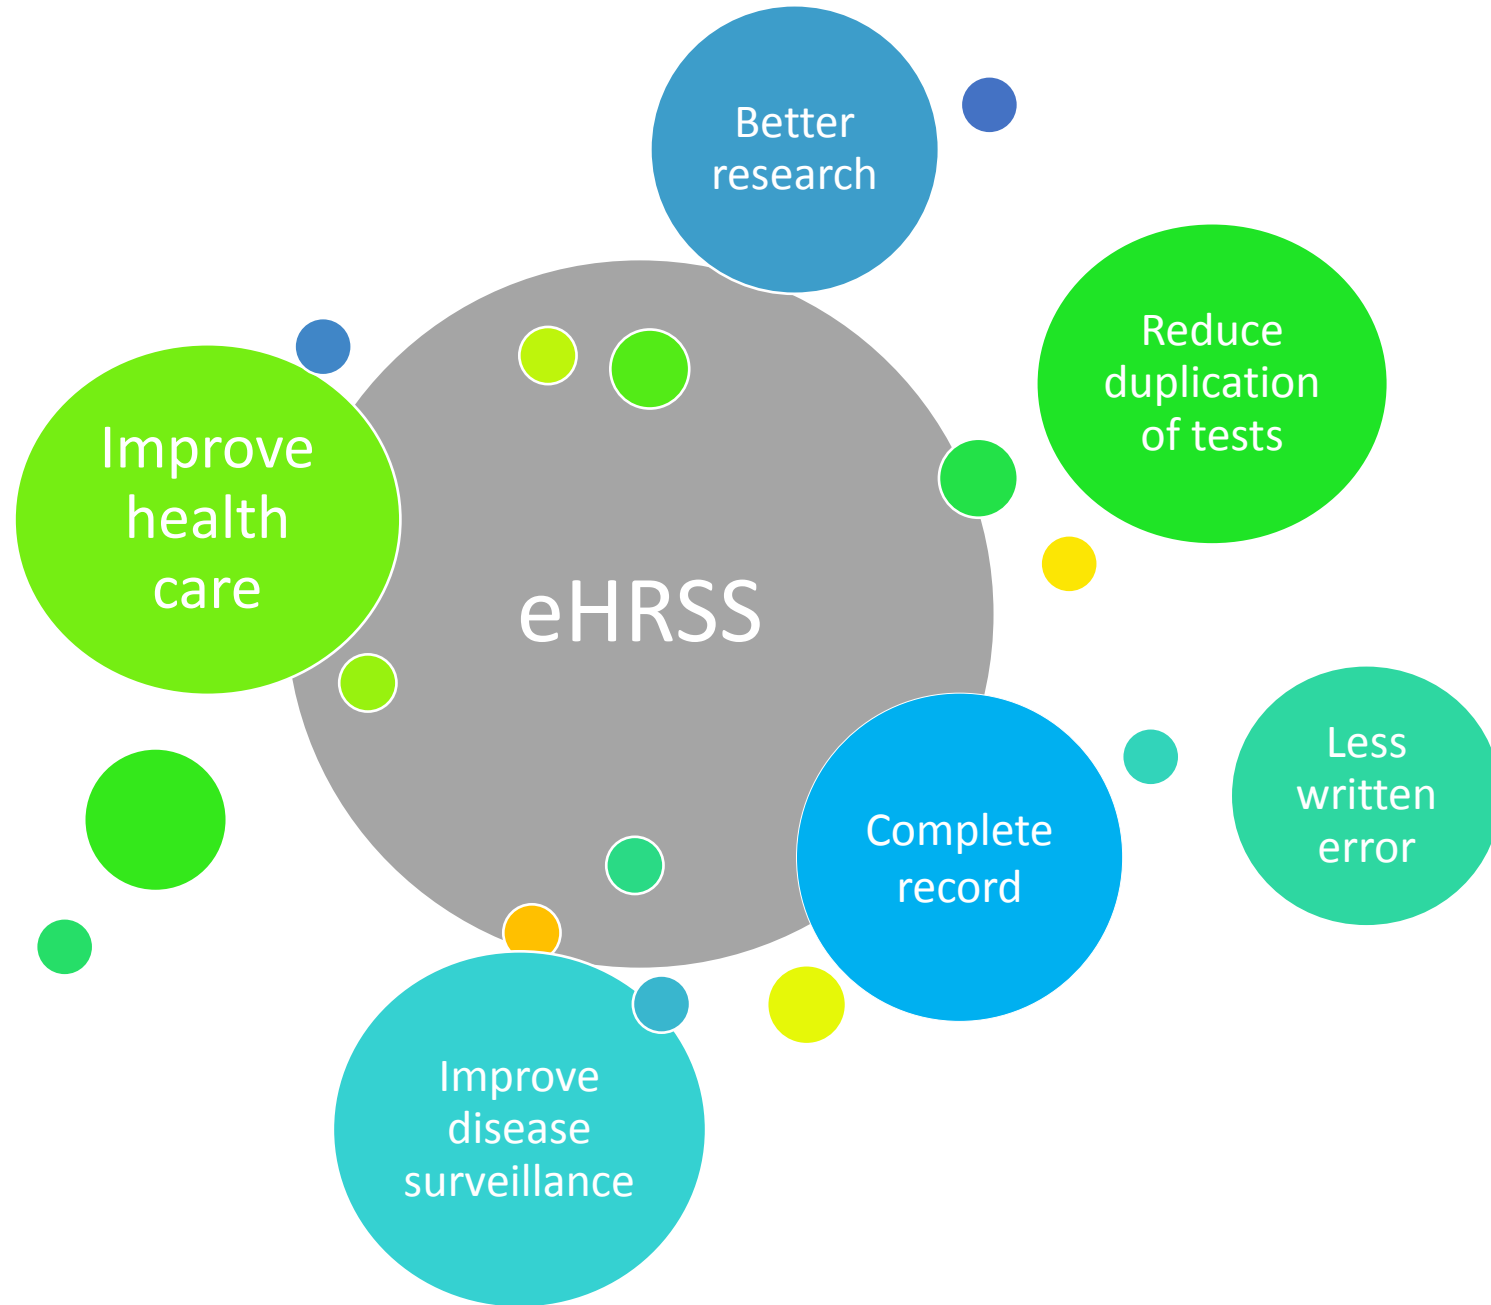 Better
research
Reduce
duplication
of tests
Improve
health
care
eHRSS
Less
written
error
Complete
record
Improve
disease
surveillance